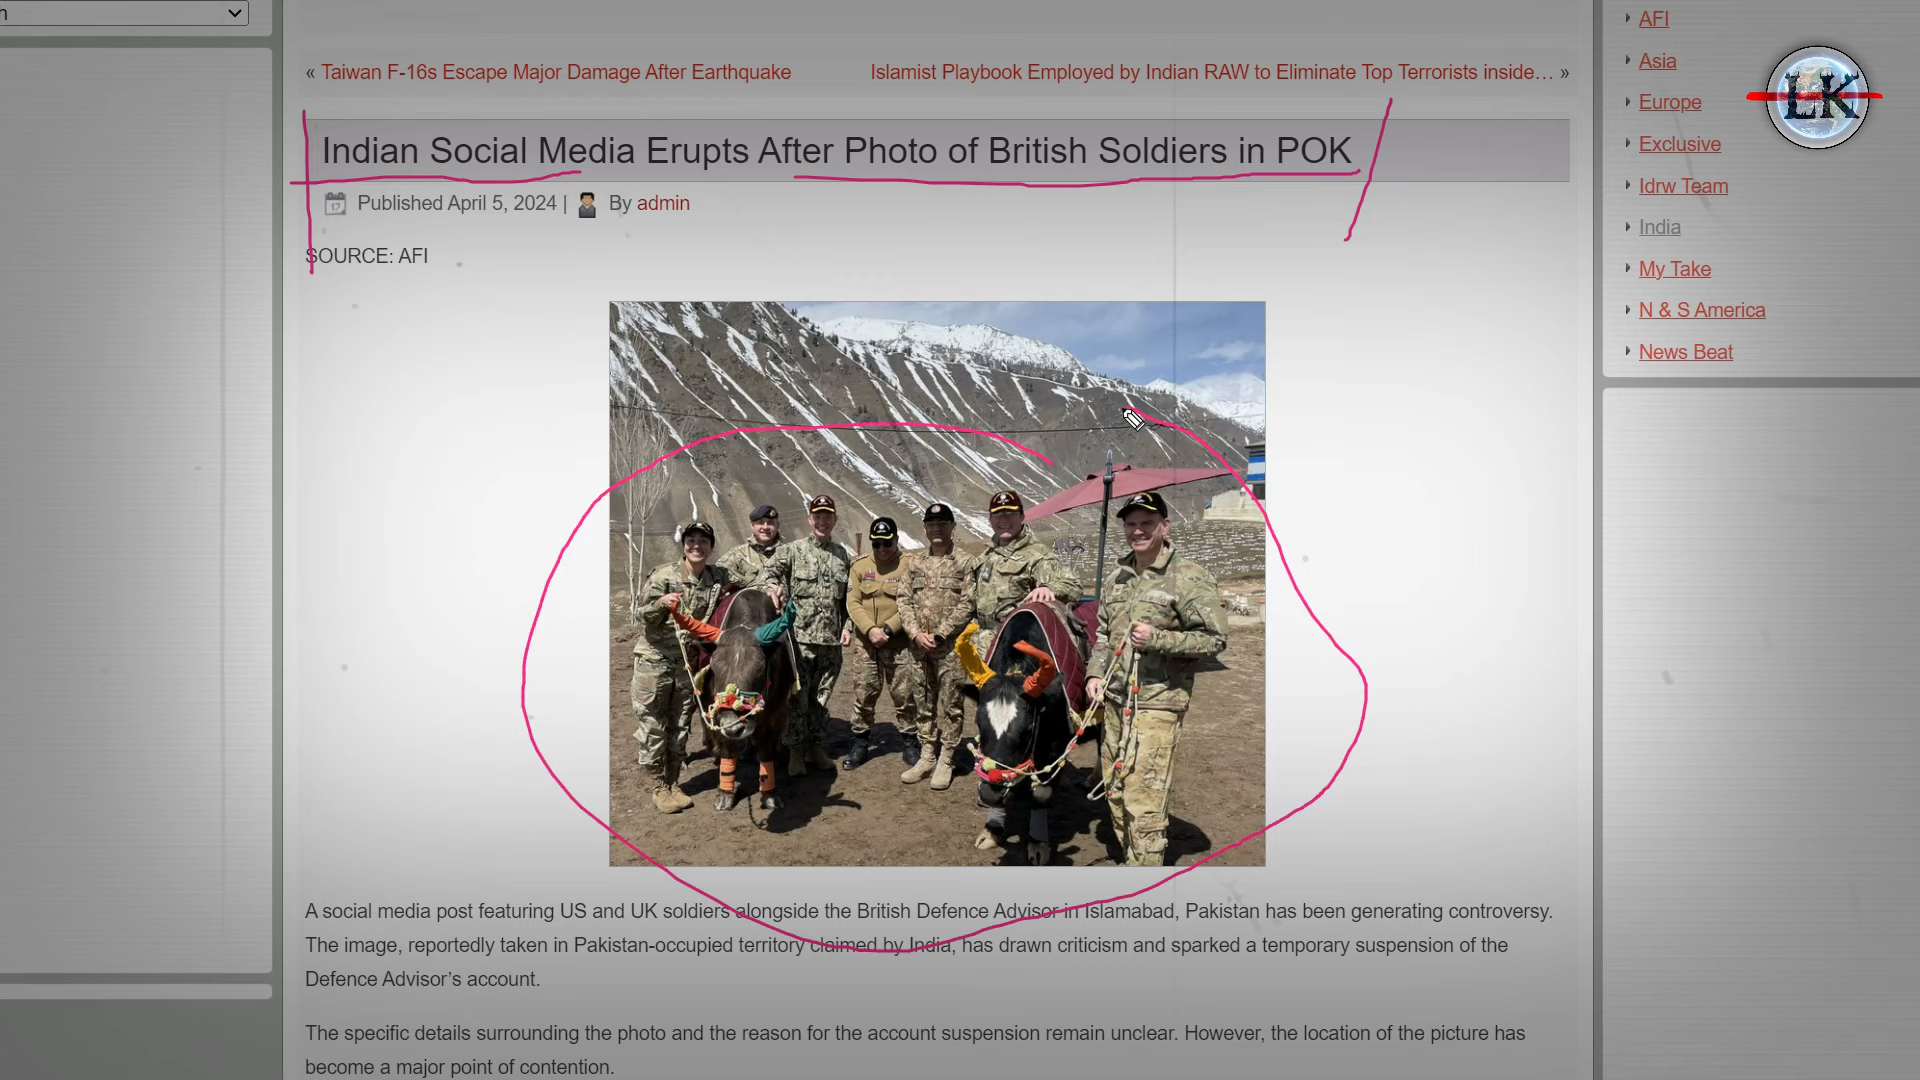 h
« Taiwan F-16s Escape Major Damage After Earthquake
Islamist Playbook Employed by Indian RAW to Eliminate Top Terrorists inside... »
Indian Social Media Erupts After Photo of British Soldiers in POK
17 Published April 5, 2024 | By admin
SOURCE: AFI
A social media post featuring US and UK soldiers alongside the British Defence Advisor in Islamabad, Pakistan has been generating controversy.
The image, reportedly taken in Pakistan-occupied territory claimed by India, has drawn criticism and sparked a temporary suspension of the
Defence Advisor's account.
The specific details surrounding the photo and the reason for the account suspension remain unclear. However, the location of the picture has
become a major point of contention.
AFI
Asia
Europe
Exclusive
Idrw Team
India
My Take
N & S America
News Beat
LK